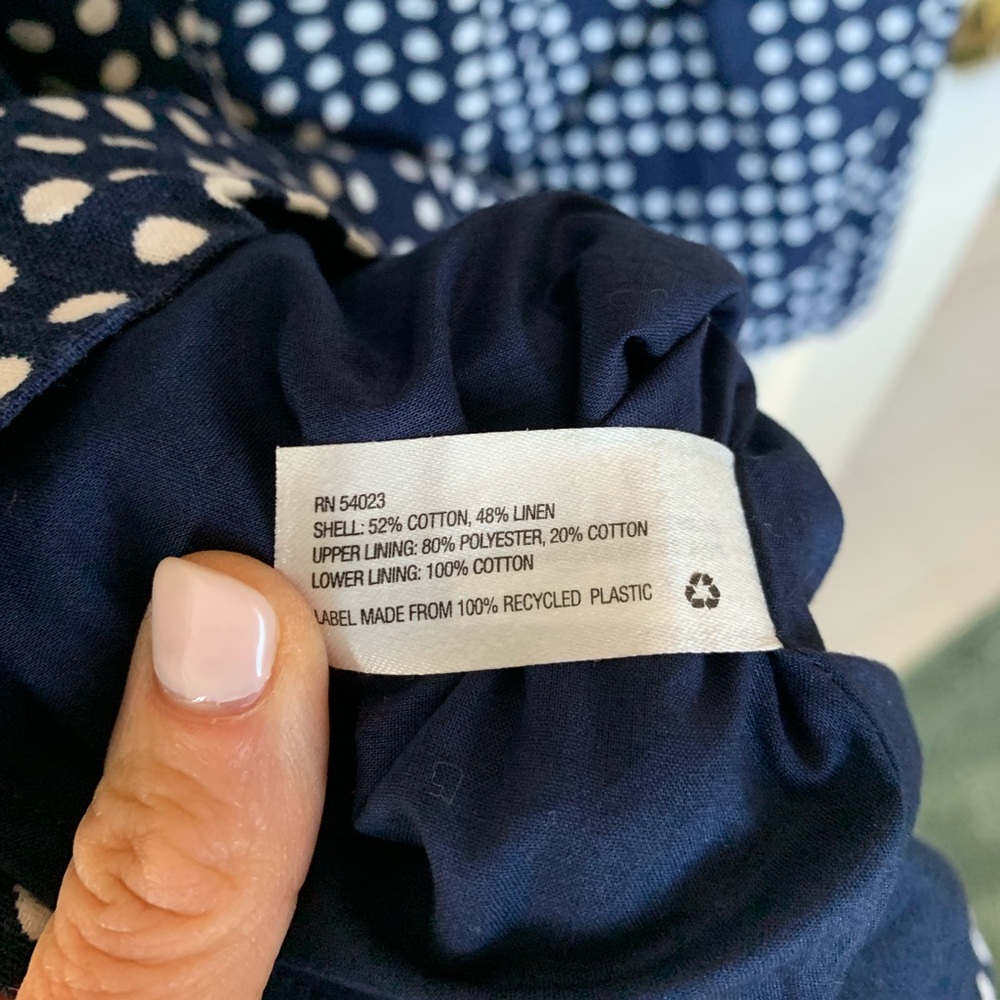 RN 54023
SHELL: 52% COTTON, 48% LINEN
UPPER LINING: 80% POLYESTER, 20% COTTON
LOWER LINING: 100% COTTON
LABEL MADE FROM 100% RECYCLED PLASTIC